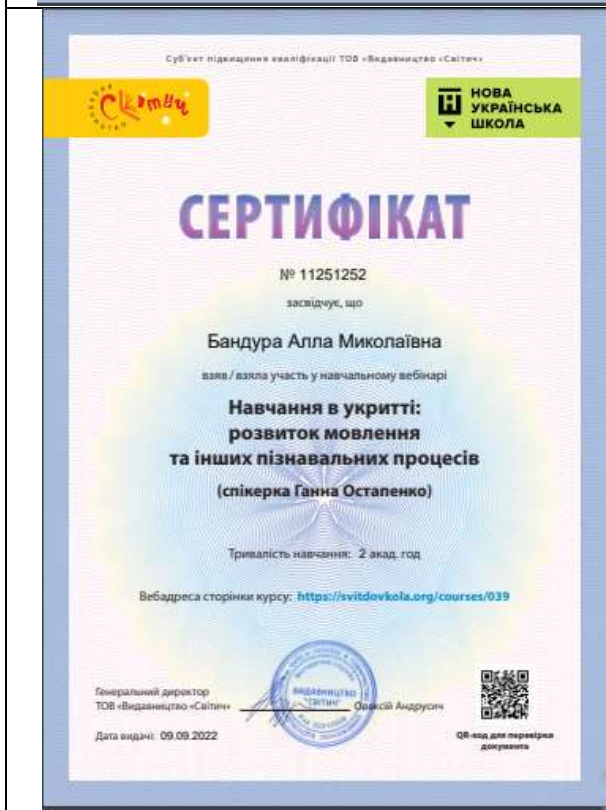 Суб'єкт підвищення кваліфікації ТОВ «Видавництво «Світич»
Світич
НОВА
УКРАЇНСЬКА
ШКОЛА
СЕРТИФІКАТ
№ 11251252
засвідчує, що
Бандура Алла Миколаївна
взяв/взяла участь у навчальному вебінарі
Навчання в укритті:
розвиток мовлення
та інших пізнавальних процесів
(спікерка Ганна Остапенко)
Тривалість навчання: 2 акад. год
Вебадреса сторінки курсу: https://svitdovkola.org/courses/039
Генеральний директор
ТОВ «Видавництво «Світич»
ВИДАВНИЦТВО
"СВІТИЧ"
Олексій Андрусич
Дата видачі: 09.09.2022
QR-код для перевірки
документа